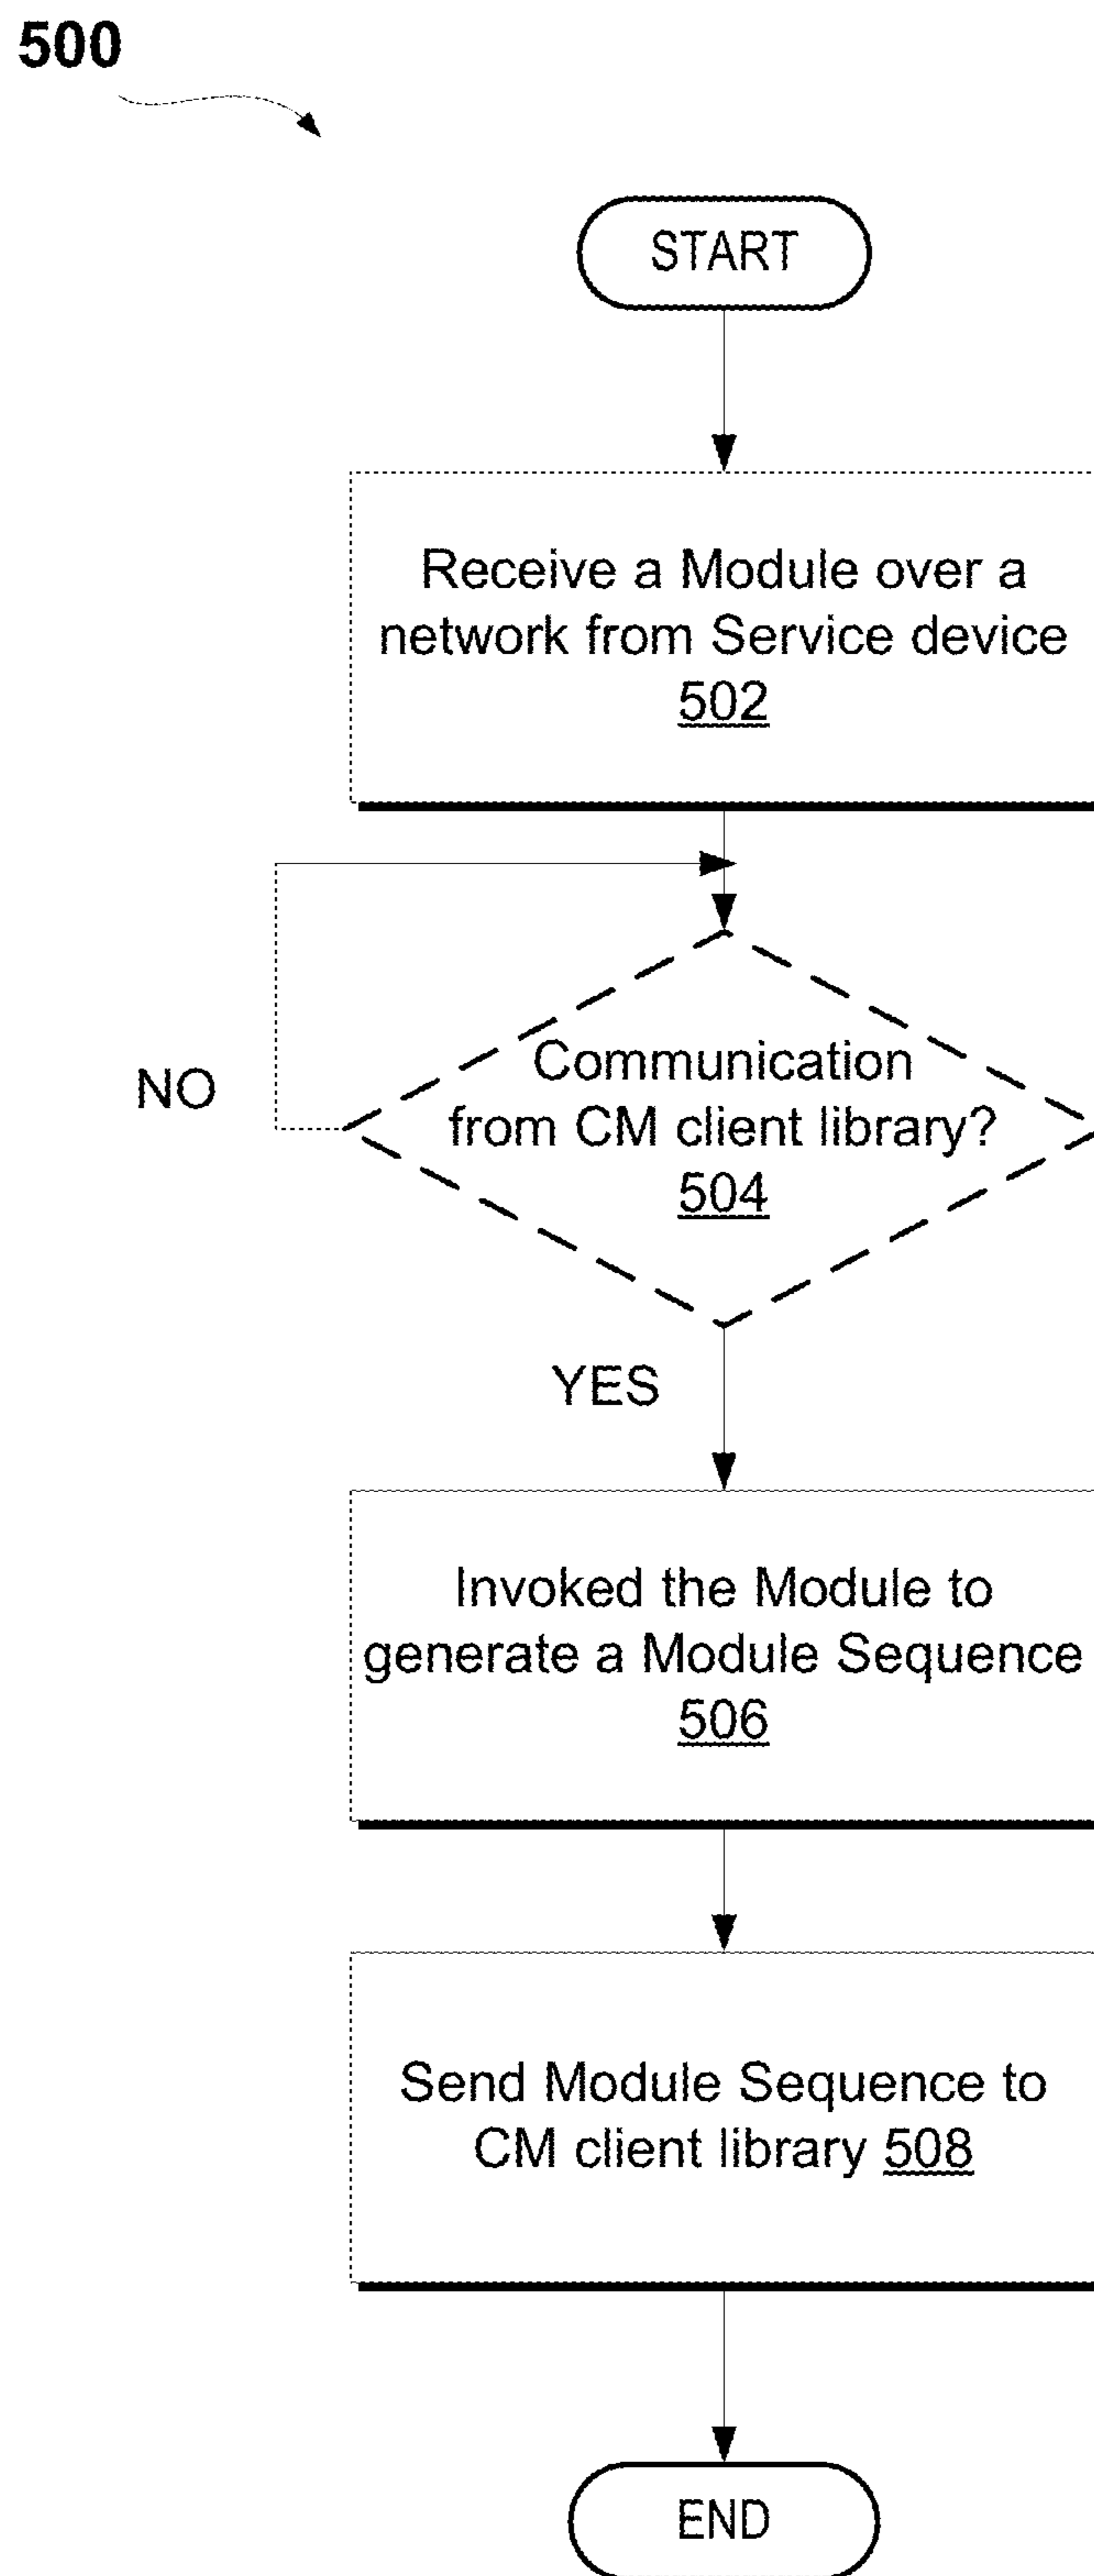 500
START
Receive a Module over a
network from Service device
502
Communication
from CM client library?
504
NO
YES
Invoked the Module to
generate a Module Sequence
506
Send Module Sequence to
CM client library 508
END